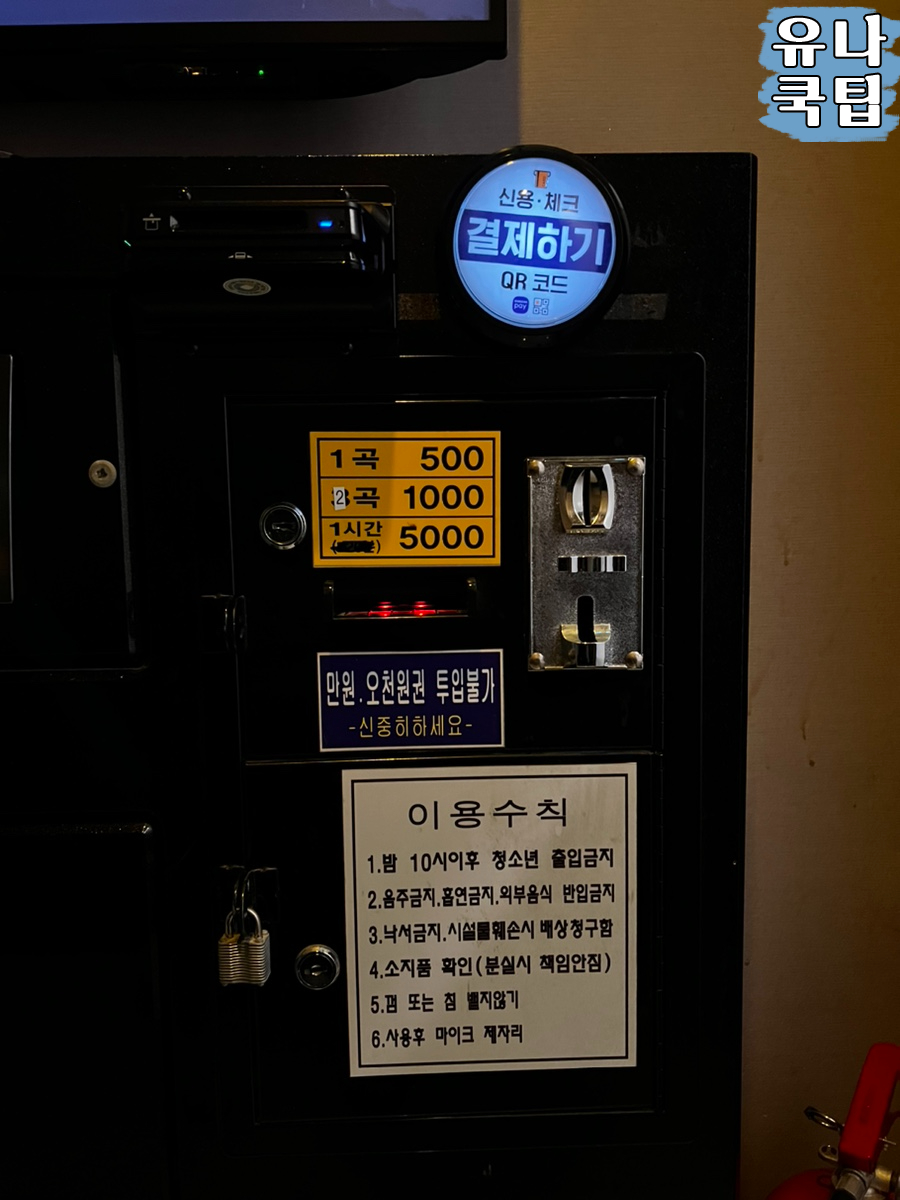 유나
쿡팁
신용·체크
결제하기
QR 코드
pay
1곡 500
2곡 1000
1시간 5000
만원.오천원권 투입불가
-신중히하세요-
이용수칙
1.밤 10시이후 청소년 출입금지
2.음주금지.흡연금지.외부음식 반입금지
3.낙서금지.시설물훼손시 배상청구함
4.소지품 확인(분실시 책임안짐)
5.껌 또는 침 뱉지않기
6.사용후 마이크 제자리